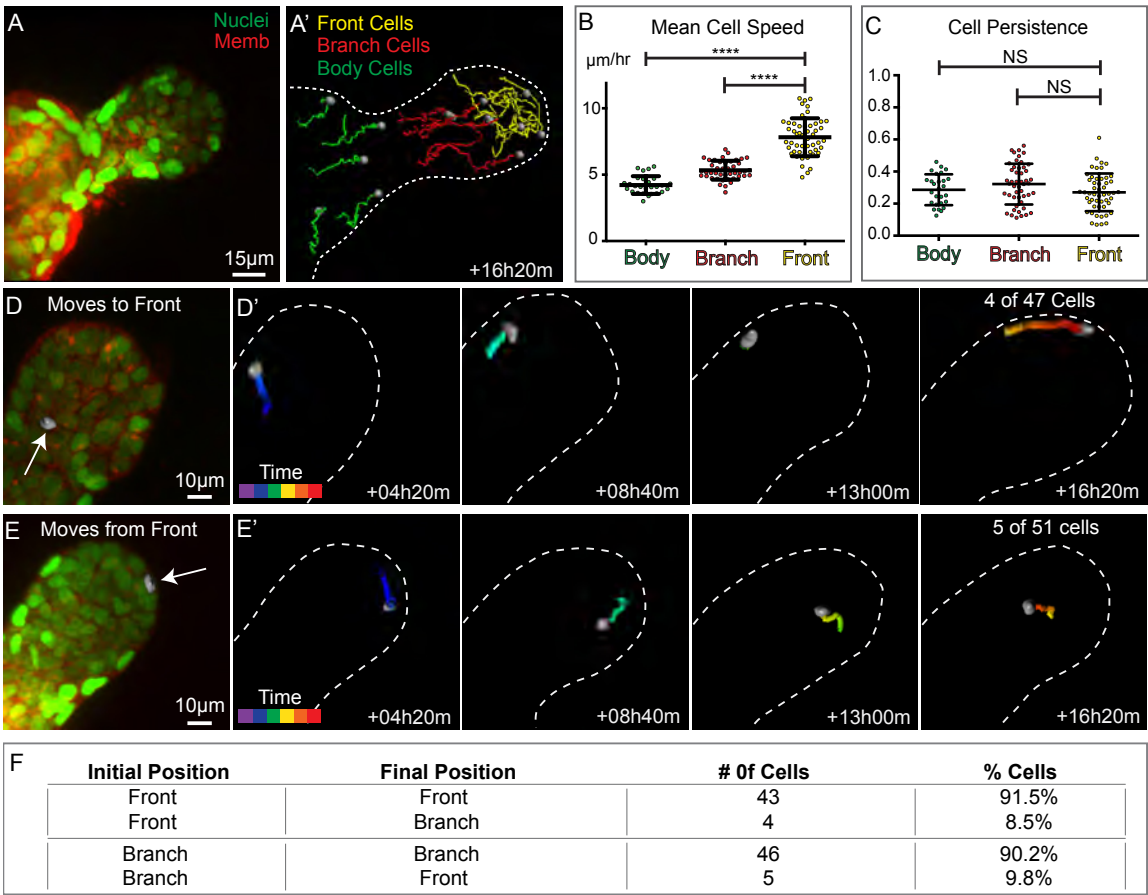 A
Nuclei
Memb
15µm
A’
Front Cells
Branch Cells
Body Cells
+16h20m
B
Mean Cell Speed
µm/hr
****
****
10
5
0
Body
Branch
Front
C
Cell Persistence
NS
NS
1.0
0.8
0.6
0.4
0.2
0.0
Body
Branch
Front
D
Moves to Front
10µm
D’
Time
+04h20m
+08h40m
+13h00m
4 of 47 Cells
+16h20m
E
Moves from Front
10µm
E’
Time
+04h20m
+08h40m
+13h00m
5 of 51 cells
+16h20m
F
Initial Position Final Position # 0f Cells % Cells
Front Front 43 91.5%
Front Branch 4 8.5%
Branch Branch 46 90.2%
Branch Front 5 9.8%